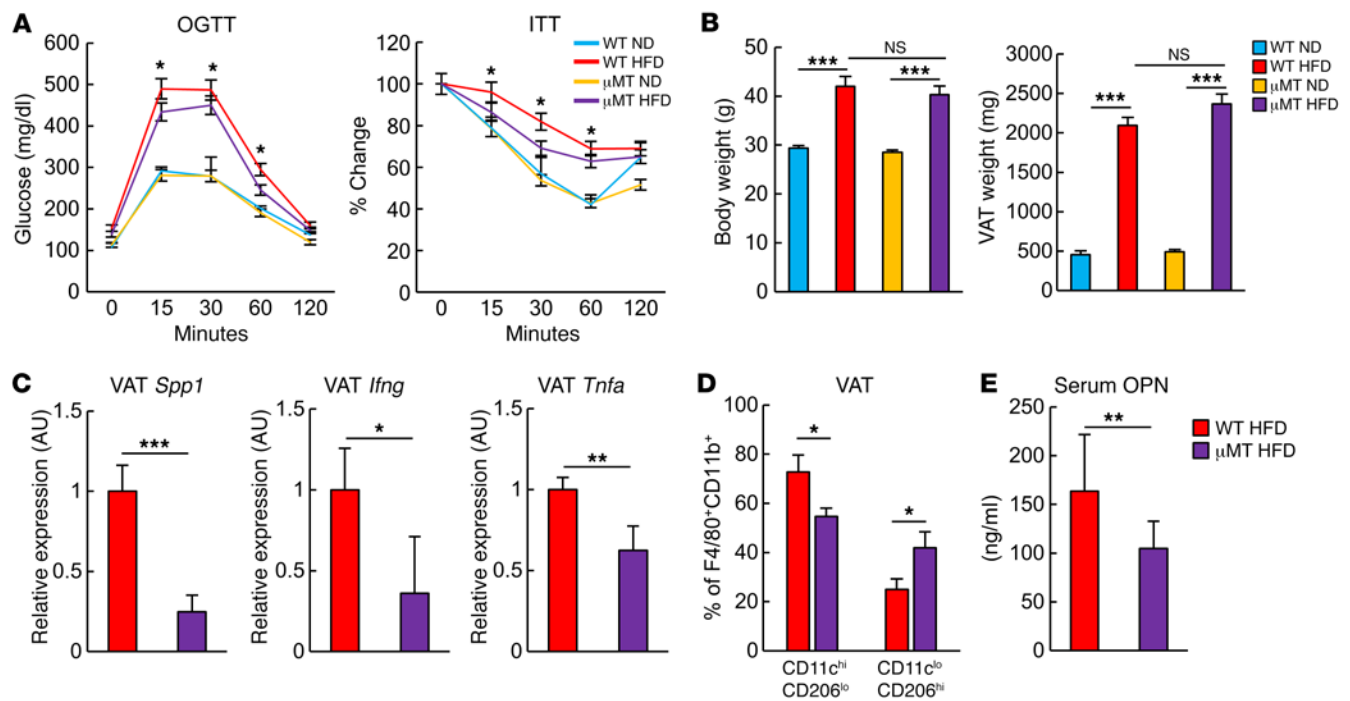 A
OGTT
Glucose (mg/dl)
600
500
400
300
200
100
0
* * *
0 15 30 60 120
Minutes
ITT
% Change
120
100
80
60
40
20
0
* * *
0 15 30 60 120
Minutes
WT ND
WT HFD
μMT ND
μMT HFD
B
Body weight (g)
50
40
30
20
10
0
NS
*** ***
VAT weight (mg)
3000
2500
2000
1500
1000
500
0
NS
*** ***
WT ND
WT HFD
μMT ND
μMT HFD
C
VAT Spp1
Relative expression (AU)
1.5
1
0.5
0
***
VAT Ifng
Relative expression (AU)
1.5
1
0.5
0
*
VAT Tnfa
Relative expression (AU)
1.5
1
0.5
0
**
D
VAT
% of F4/80⁺CD11b⁺
100
80
60
40
20
0
* *
CD11cʰⁱ CD11cˡᵒ
CD206ˡᵒ CD206ʰⁱ
E
Serum OPN
(ng/ml)
250
200
150
100
50
0
**
WT HFD
μMT HFD